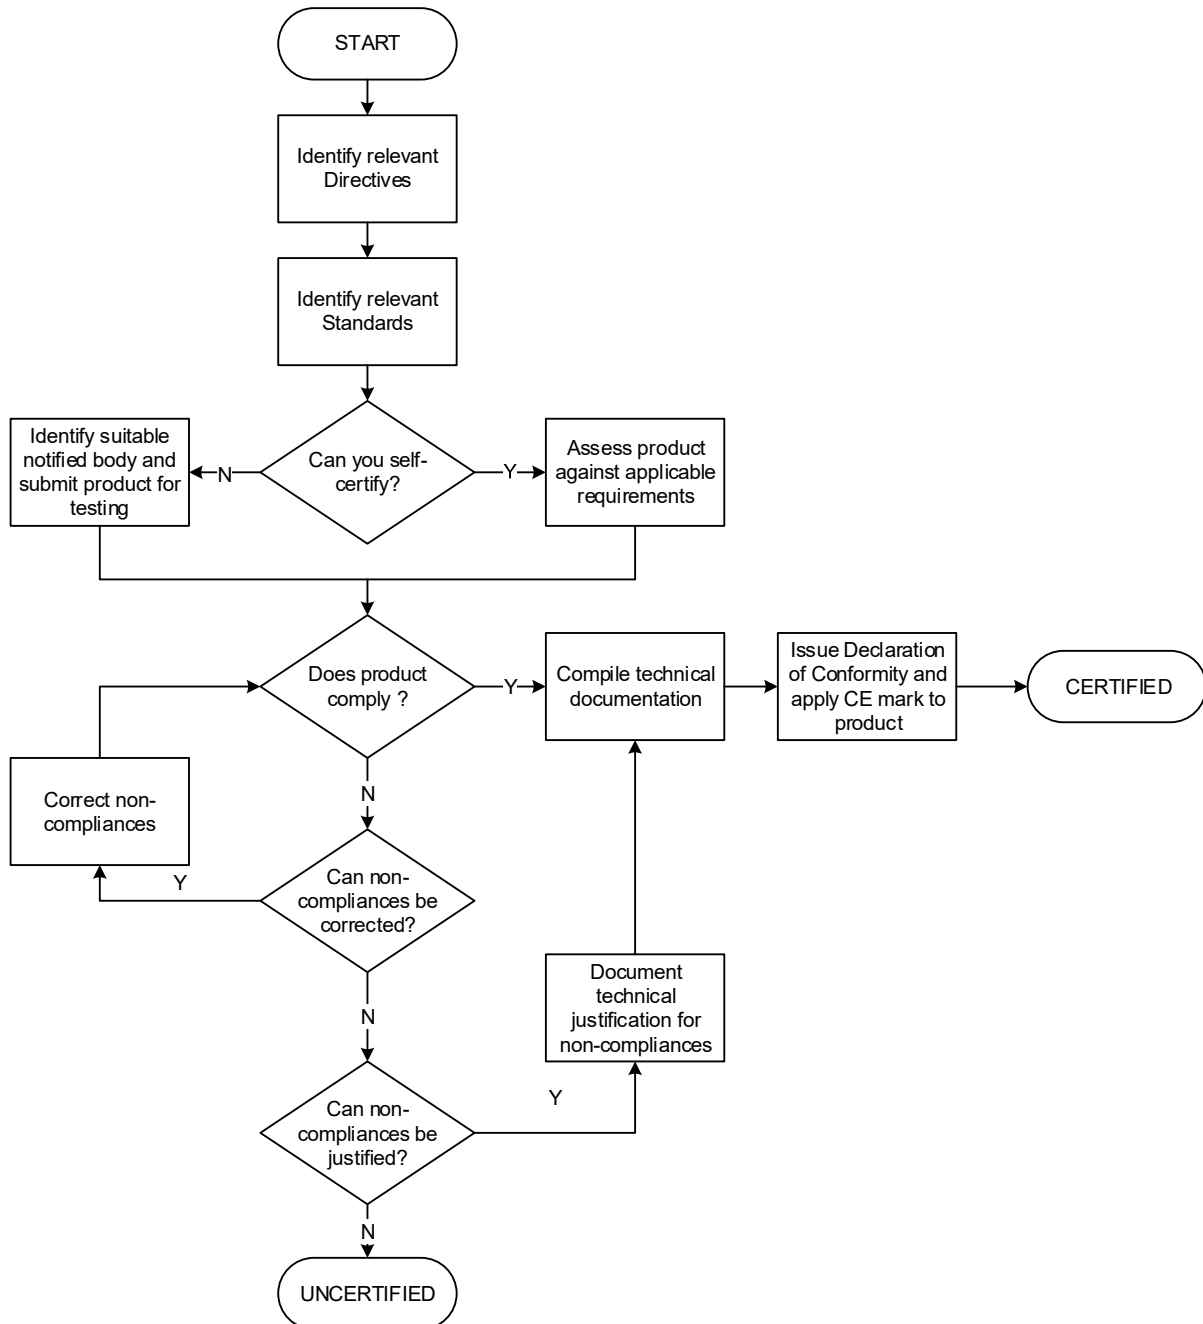 START
Identify relevant
Directives
Identify relevant
Standards
Identify suitable
notified body and
submit product for
testing
N
Can you self-
certify?
Y
Assess product
against applicable
requirements
Does product
comply ?
Y
Compile technical
documentation
Issue Declaration
of Conformity and
apply CE mark to
product
CERTIFIED
N
Correct non-
compliances
Y
Can non-
compliances be
corrected?
N
Document
technical
justification for
non-compliances
Can non-
compliances be
justified?
Y
N
UNCERTIFIED